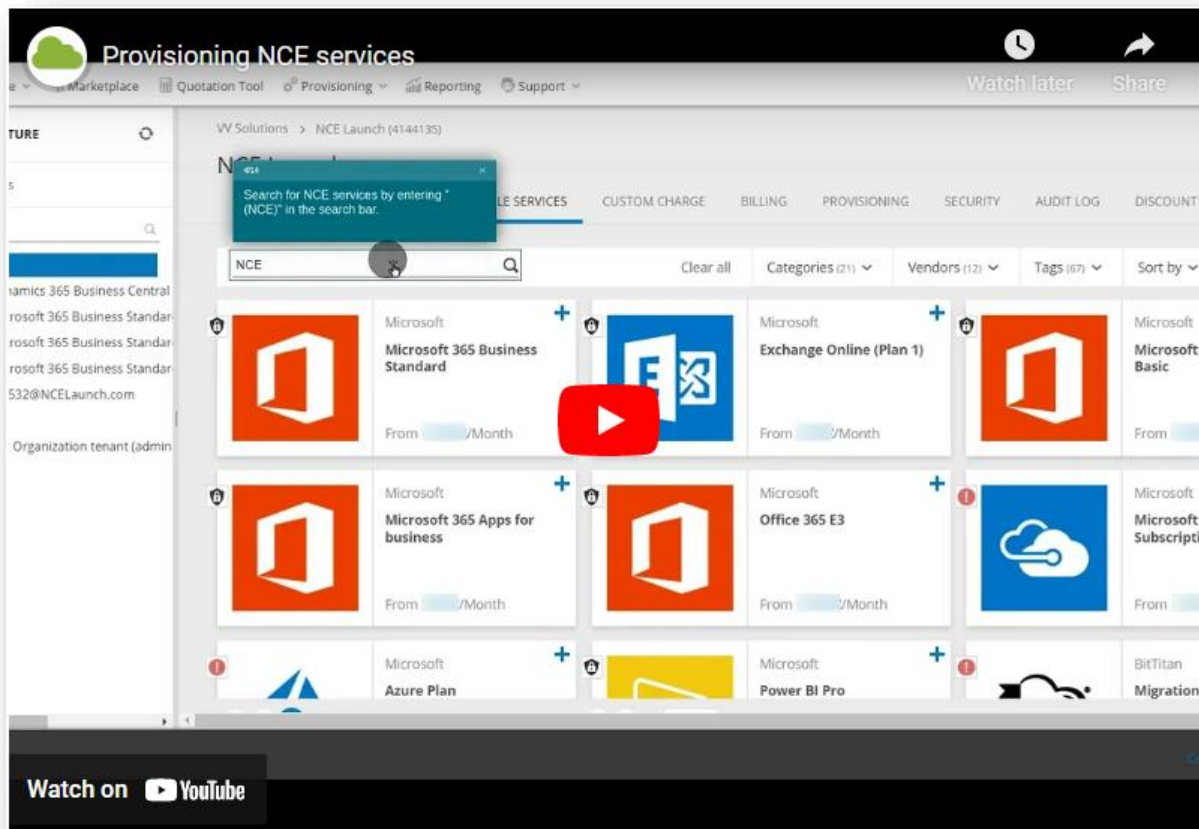 Provisioning NCE services
Watch later
Share
Marketplace
Quotation Tool
Provisioning
Reporting
Support
TURE
VV Solutions > NCE Launch (4144135)
4/14
Search for NCE services by entering "
(NCE)" in the search bar.
LE SERVICES
CUSTOM CHARGE
BILLING
PROVISIONING
SECURITY
AUDIT LOG
DISCOUNT
NCE
Clear all
Categories (21)
Vendors (12)
Tags (67)
Sort by
namics 365 Business Central
rosoft 365 Business Standar
rosoft 365 Business Standar
rosoft 365 Business Standar
532@NCELaunch.com
Organization tenant (admin
Microsoft
Microsoft 365 Business
Standard
From /Month
Microsoft
Exchange Online (Plan 1)
From /Month
Microsoft
Microsoft
Basic
From
Microsoft
Microsoft 365 Apps for
business
From /Month
Microsoft
Office 365 E3
From /Month
Microsoft
Microsoft
Subscripti
From
Microsoft
Azure Plan
Microsoft
Power BI Pro
BitTitan
Migration
Watch on YouTube